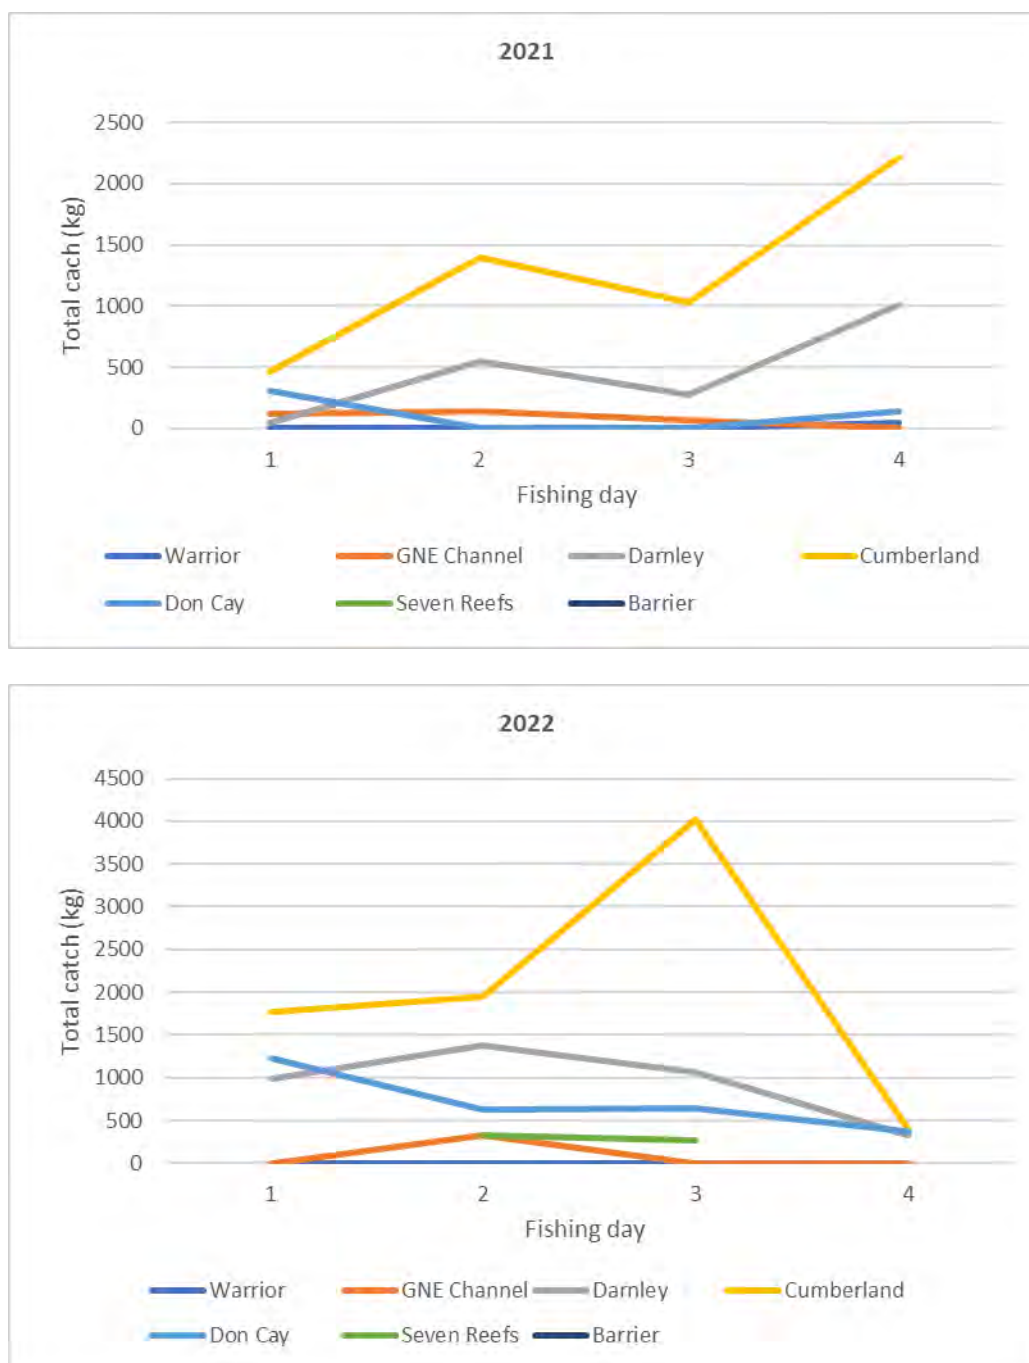 2021
2500
2000
1500
1000
500
0
Total cach (kg)
1 2 3 4
Fishing day
Warrior GNE Channel Darnley Cumberland
Don Cay Seven Reefs Barrier
2022
4500
4000
3500
3000
2500
2000
1500
1000
500
0
Total catch (kg)
1 2 3 4
Fishing day
Warrior GNE Channel Darnley Cumberland
Don Cay Seven Reefs Barrier